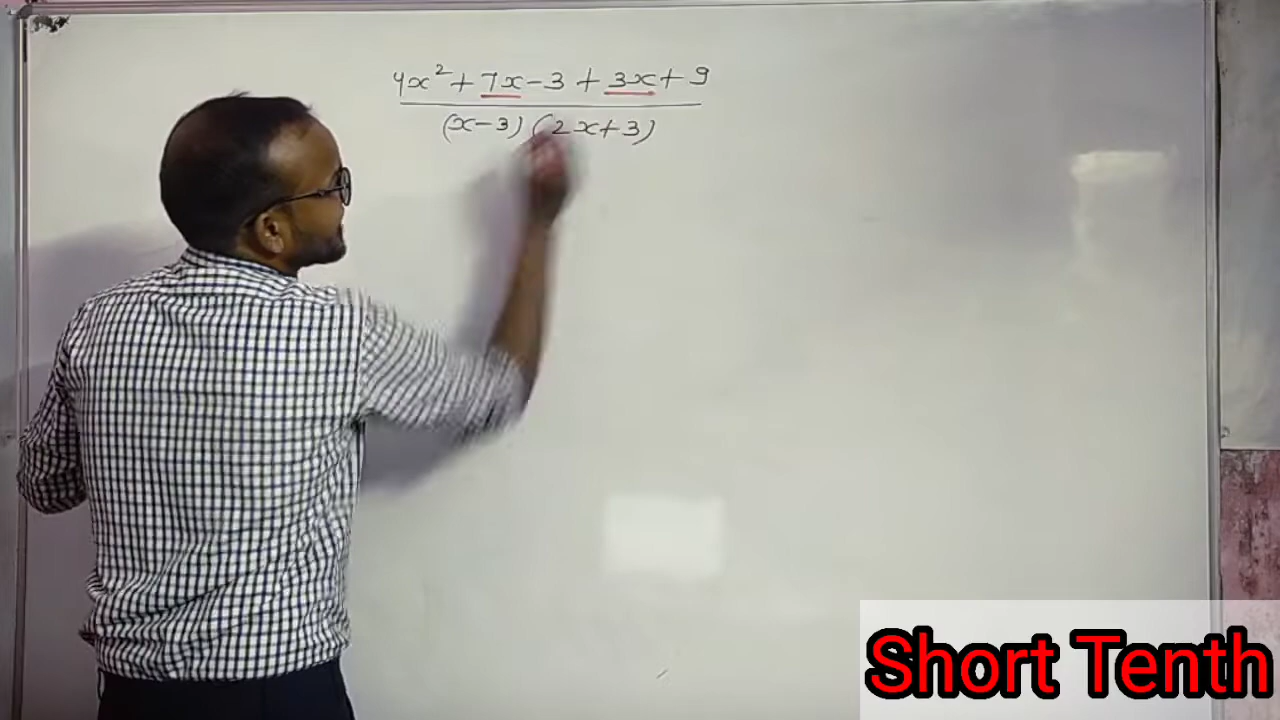 4x² + 7x - 3 + 3x + 9
(x - 3) (2x + 3)
Short Tenth